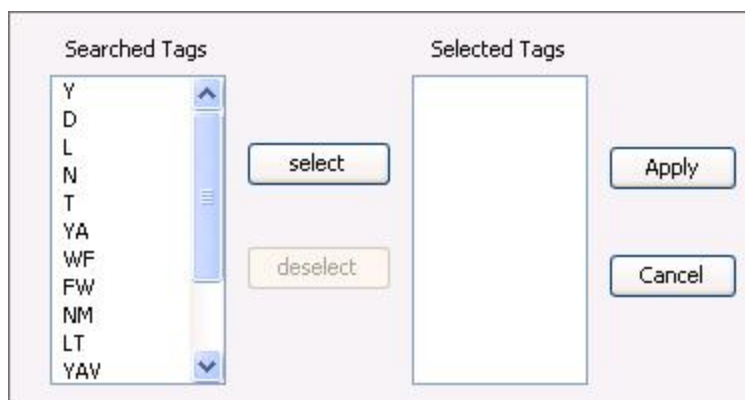 Searched Tags
Selected Tags
Y
D
L
N
T
YA
WF
FW
NM
LT
YAV
select
deselect
Apply
Cancel